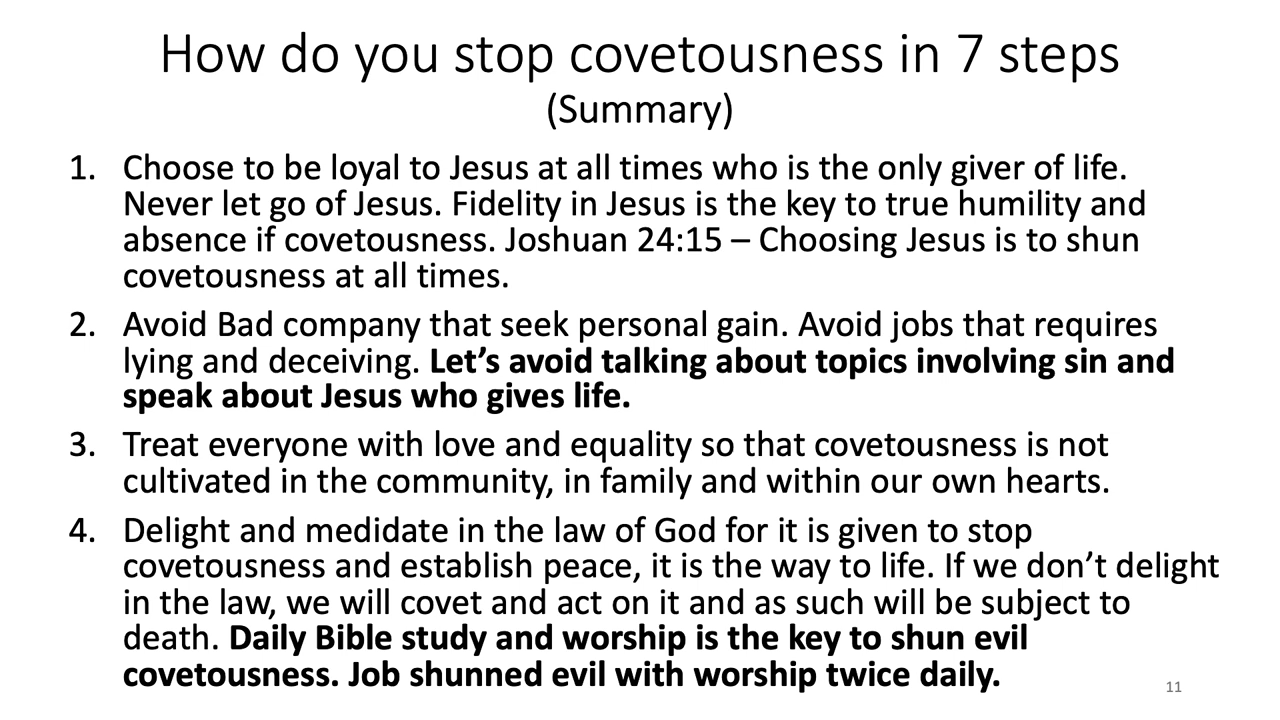 How do you stop covetousness in 7 steps
(Summary)
1. Choose to be loyal to Jesus at all times who is the only giver of life.
Never let go of Jesus. Fidelity in Jesus is the key to true humility and
absence if covetousness. Joshuan 24:15 – Choosing Jesus is to shun
covetousness at all times.
2. Avoid Bad company that seek personal gain. Avoid jobs that requires
lying and deceiving. Let’s avoid talking about topics involving sin and
speak about Jesus who gives life.
3. Treat everyone with love and equality so that covetousness is not
cultivated in the community, in family and within our own hearts.
4. Delight and medidate in the law of God for it is given to stop
covetousness and establish peace, it is the way to life. If we don’t delight
in the law, we will covet and act on it and as such will be subject to
death. Daily Bible study and worship is the key to shun evil
covetousness. Job shunned evil with worship twice daily.
11